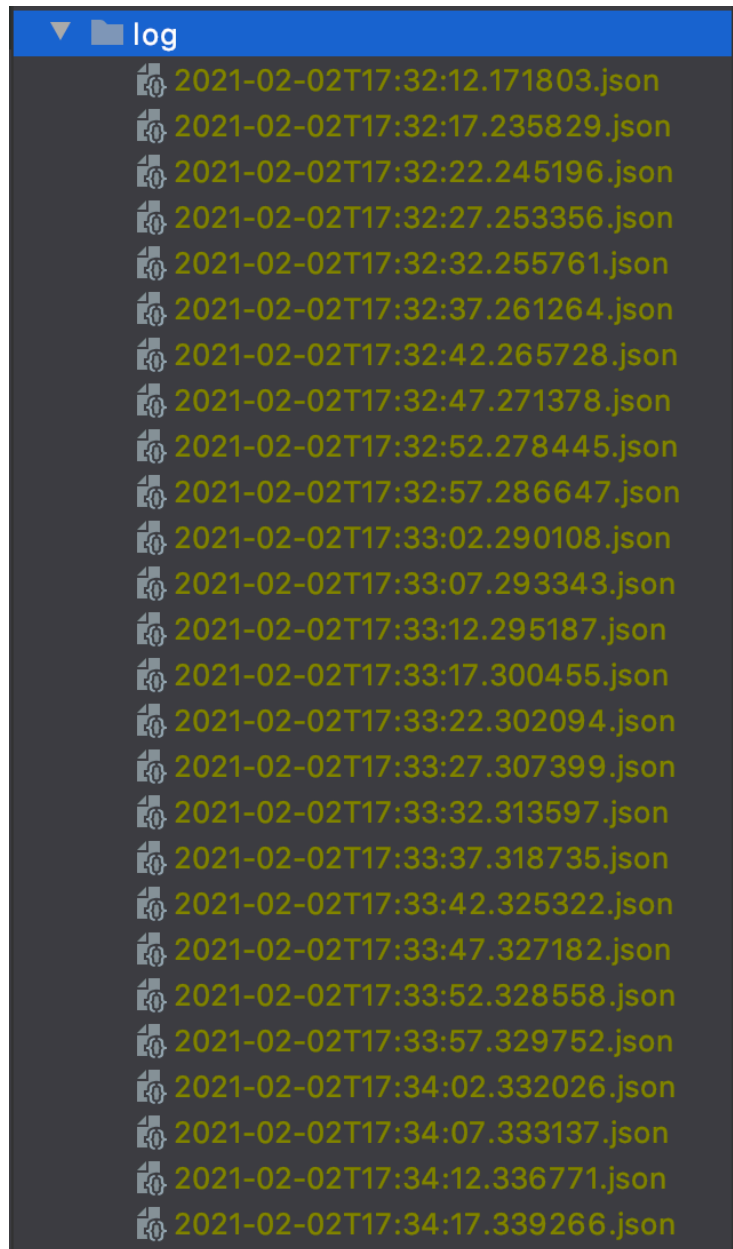 log
2021-02-02T17:32:12.171803.json
2021-02-02T17:32:17.235829.json
2021-02-02T17:32:22.245196.json
2021-02-02T17:32:27.253356.json
2021-02-02T17:32:32.255761.json
2021-02-02T17:32:37.261264.json
2021-02-02T17:32:42.265728.json
2021-02-02T17:32:47.271378.json
2021-02-02T17:32:52.278445.json
2021-02-02T17:32:57.286647.json
2021-02-02T17:33:02.290108.json
2021-02-02T17:33:07.293343.json
2021-02-02T17:33:12.295187.json
2021-02-02T17:33:17.300455.json
2021-02-02T17:33:22.302094.json
2021-02-02T17:33:27.307399.json
2021-02-02T17:33:32.313597.json
2021-02-02T17:33:37.318735.json
2021-02-02T17:33:42.325322.json
2021-02-02T17:33:47.327182.json
2021-02-02T17:33:52.328558.json
2021-02-02T17:33:57.329752.json
2021-02-02T17:34:02.332026.json
2021-02-02T17:34:07.333137.json
2021-02-02T17:34:12.336771.json
2021-02-02T17:34:17.339266.json